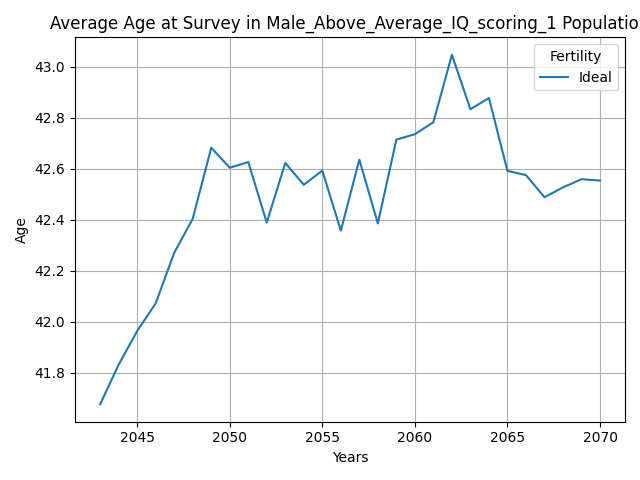 Average Age at Survey in Male_Above_Average_IQ_scoring_1 Populatio
Fertility
Ideal
43.0
42.8
42.6
42.4
42.2
42.0
41.8
Age
2045 2050 2055 2060 2065 2070
Years